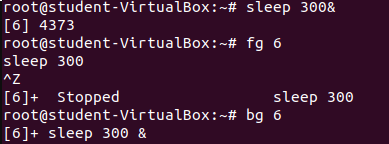 root@student-VirtualBox:~# sleep 300&
[6] 4373
root@student-VirtualBox:~# fg 6
sleep 300
^Z
[6]+  Stopped                 sleep 300
root@student-VirtualBox:~# bg 6
[6]+ sleep 300 &